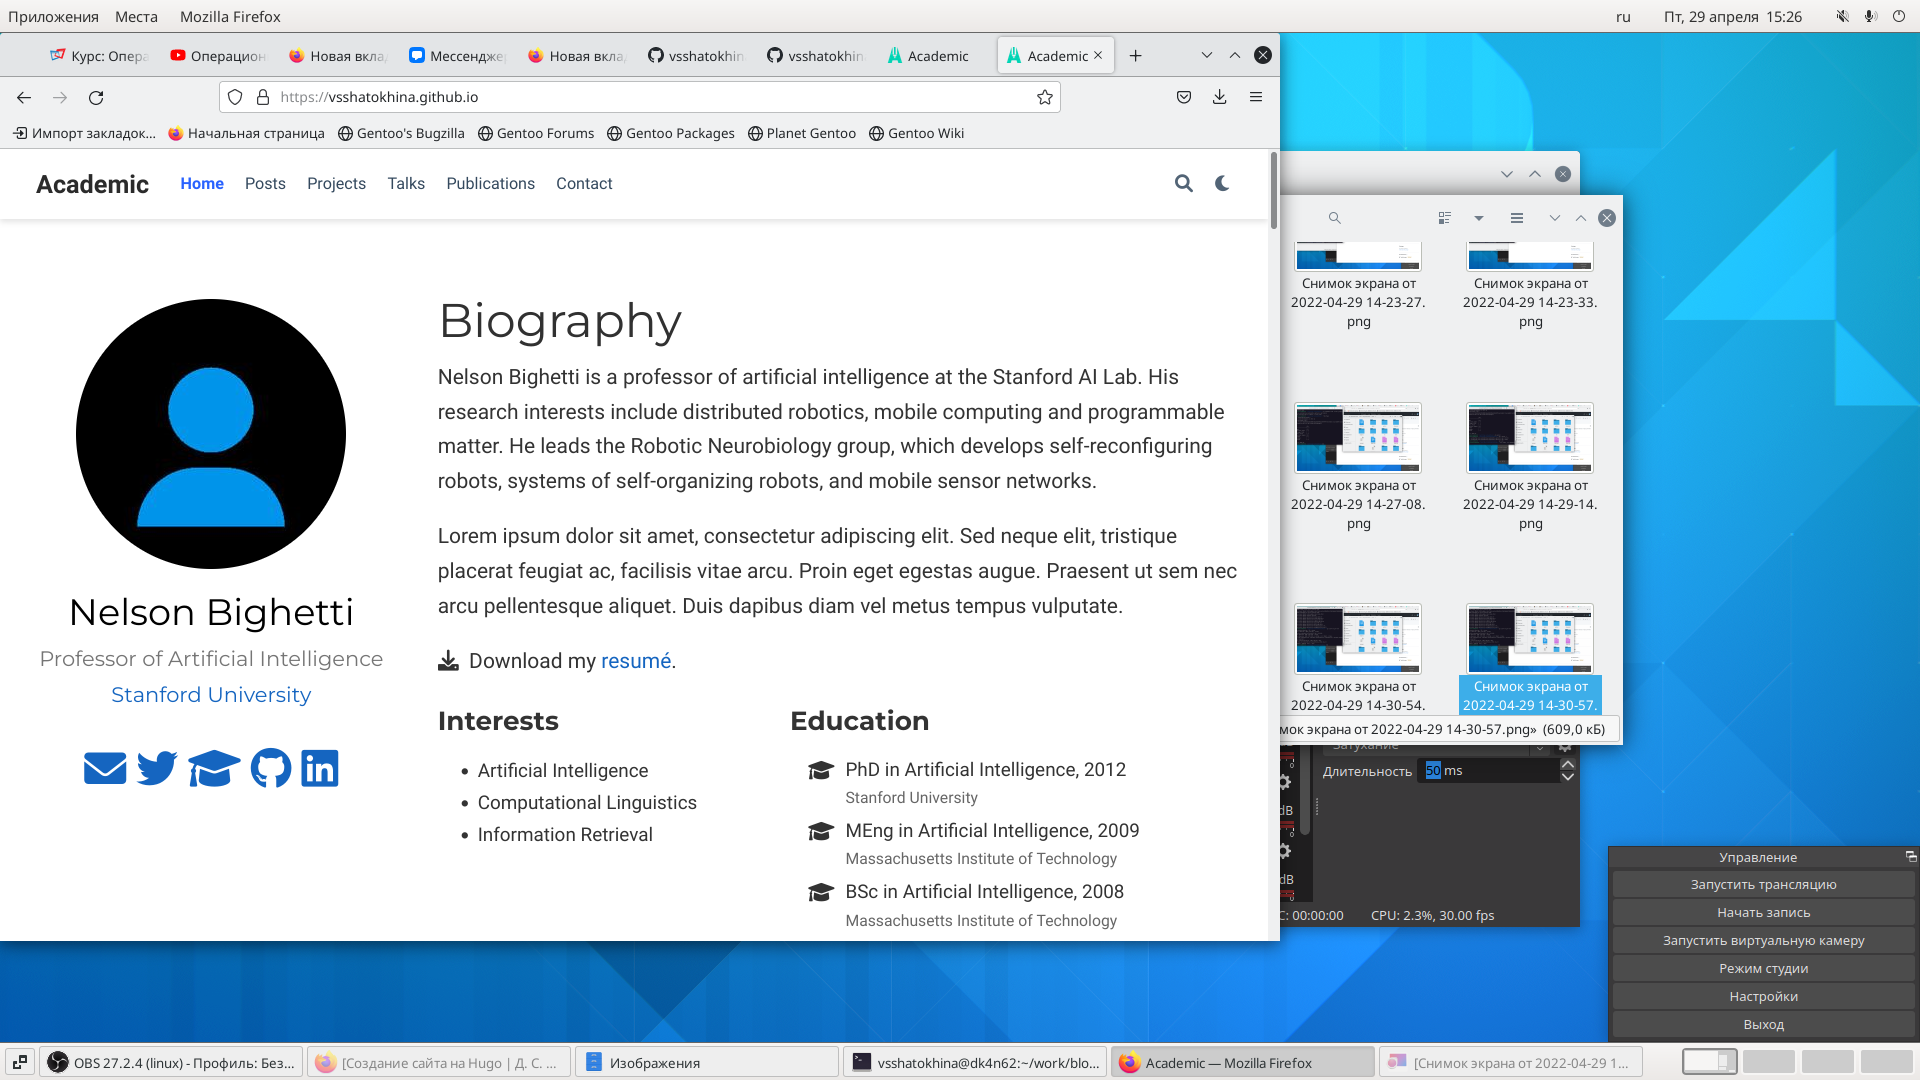 Приложения Места Mozilla Firefox ru Пт, 29 апреля 15:26
Курс: Опера Операцион Новая вкла Мессендже Новая вкла vsshatokhin vsshatokhin Academic Academic
https://vsshatokhina.github.io
Импорт закладок... Начальная страница Gentoo's Bugzilla Gentoo Forums Gentoo Packages Planet Gentoo Gentoo Wiki
Academic Home Posts Projects Talks Publications Contact
Biography
Nelson Bighetti is a professor of artificial intelligence at the Stanford AI Lab. His
research interests include distributed robotics, mobile computing and programmable
matter. He leads the Robotic Neurobiology group, which develops self-reconfiguring
robots, systems of self-organizing robots, and mobile sensor networks.
Lorem ipsum dolor sit amet, consectetur adipiscing elit. Sed neque elit, tristique
placerat feugiat ac, facilisis vitae arcu. Proin eget egestas augue. Praesent ut sem nec
arcu pellentesque aliquet. Duis dapibus diam vel metus tempus vulputate.
Download my resumé.
Nelson Bighetti
Professor of Artificial Intelligence
Stanford University
Interests
Artificial Intelligence
Computational Linguistics
Information Retrieval
Education
PhD in Artificial Intelligence, 2012
Stanford University
MEng in Artificial Intelligence, 2009
Massachusetts Institute of Technology
BSc in Artificial Intelligence, 2008
Massachusetts Institute of Technology
Снимок экрана от
2022-04-29 14-23-27.
png
Снимок экрана от
2022-04-29 14-23-33.
png
Снимок экрана от
2022-04-29 14-27-08.
png
Снимок экрана от
2022-04-29 14-29-14.
png
Снимок экрана от
2022-04-29 14-30-54.
Снимок экрана от
2022-04-29 14-30-57.
мок экрана от 2022-04-29 14-30-57.png» (609,0 кБ)
Затухание
Длительность 50 ms
dB
dB
C: 00:00:00 CPU: 2.3%, 30.00 fps
Управление
Запустить трансляцию
Начать запись
Запустить виртуальную камеру
Режим студии
Настройки
Выход
OBS 27.2.4 (linux) - Профиль: Без... [Создание сайта на Hugo | Д. С. ... Изображения vsshatokhina@dk4n62:~/work/blo... Academic — Mozilla Firefox [Снимок экрана от 2022-04-29 1...